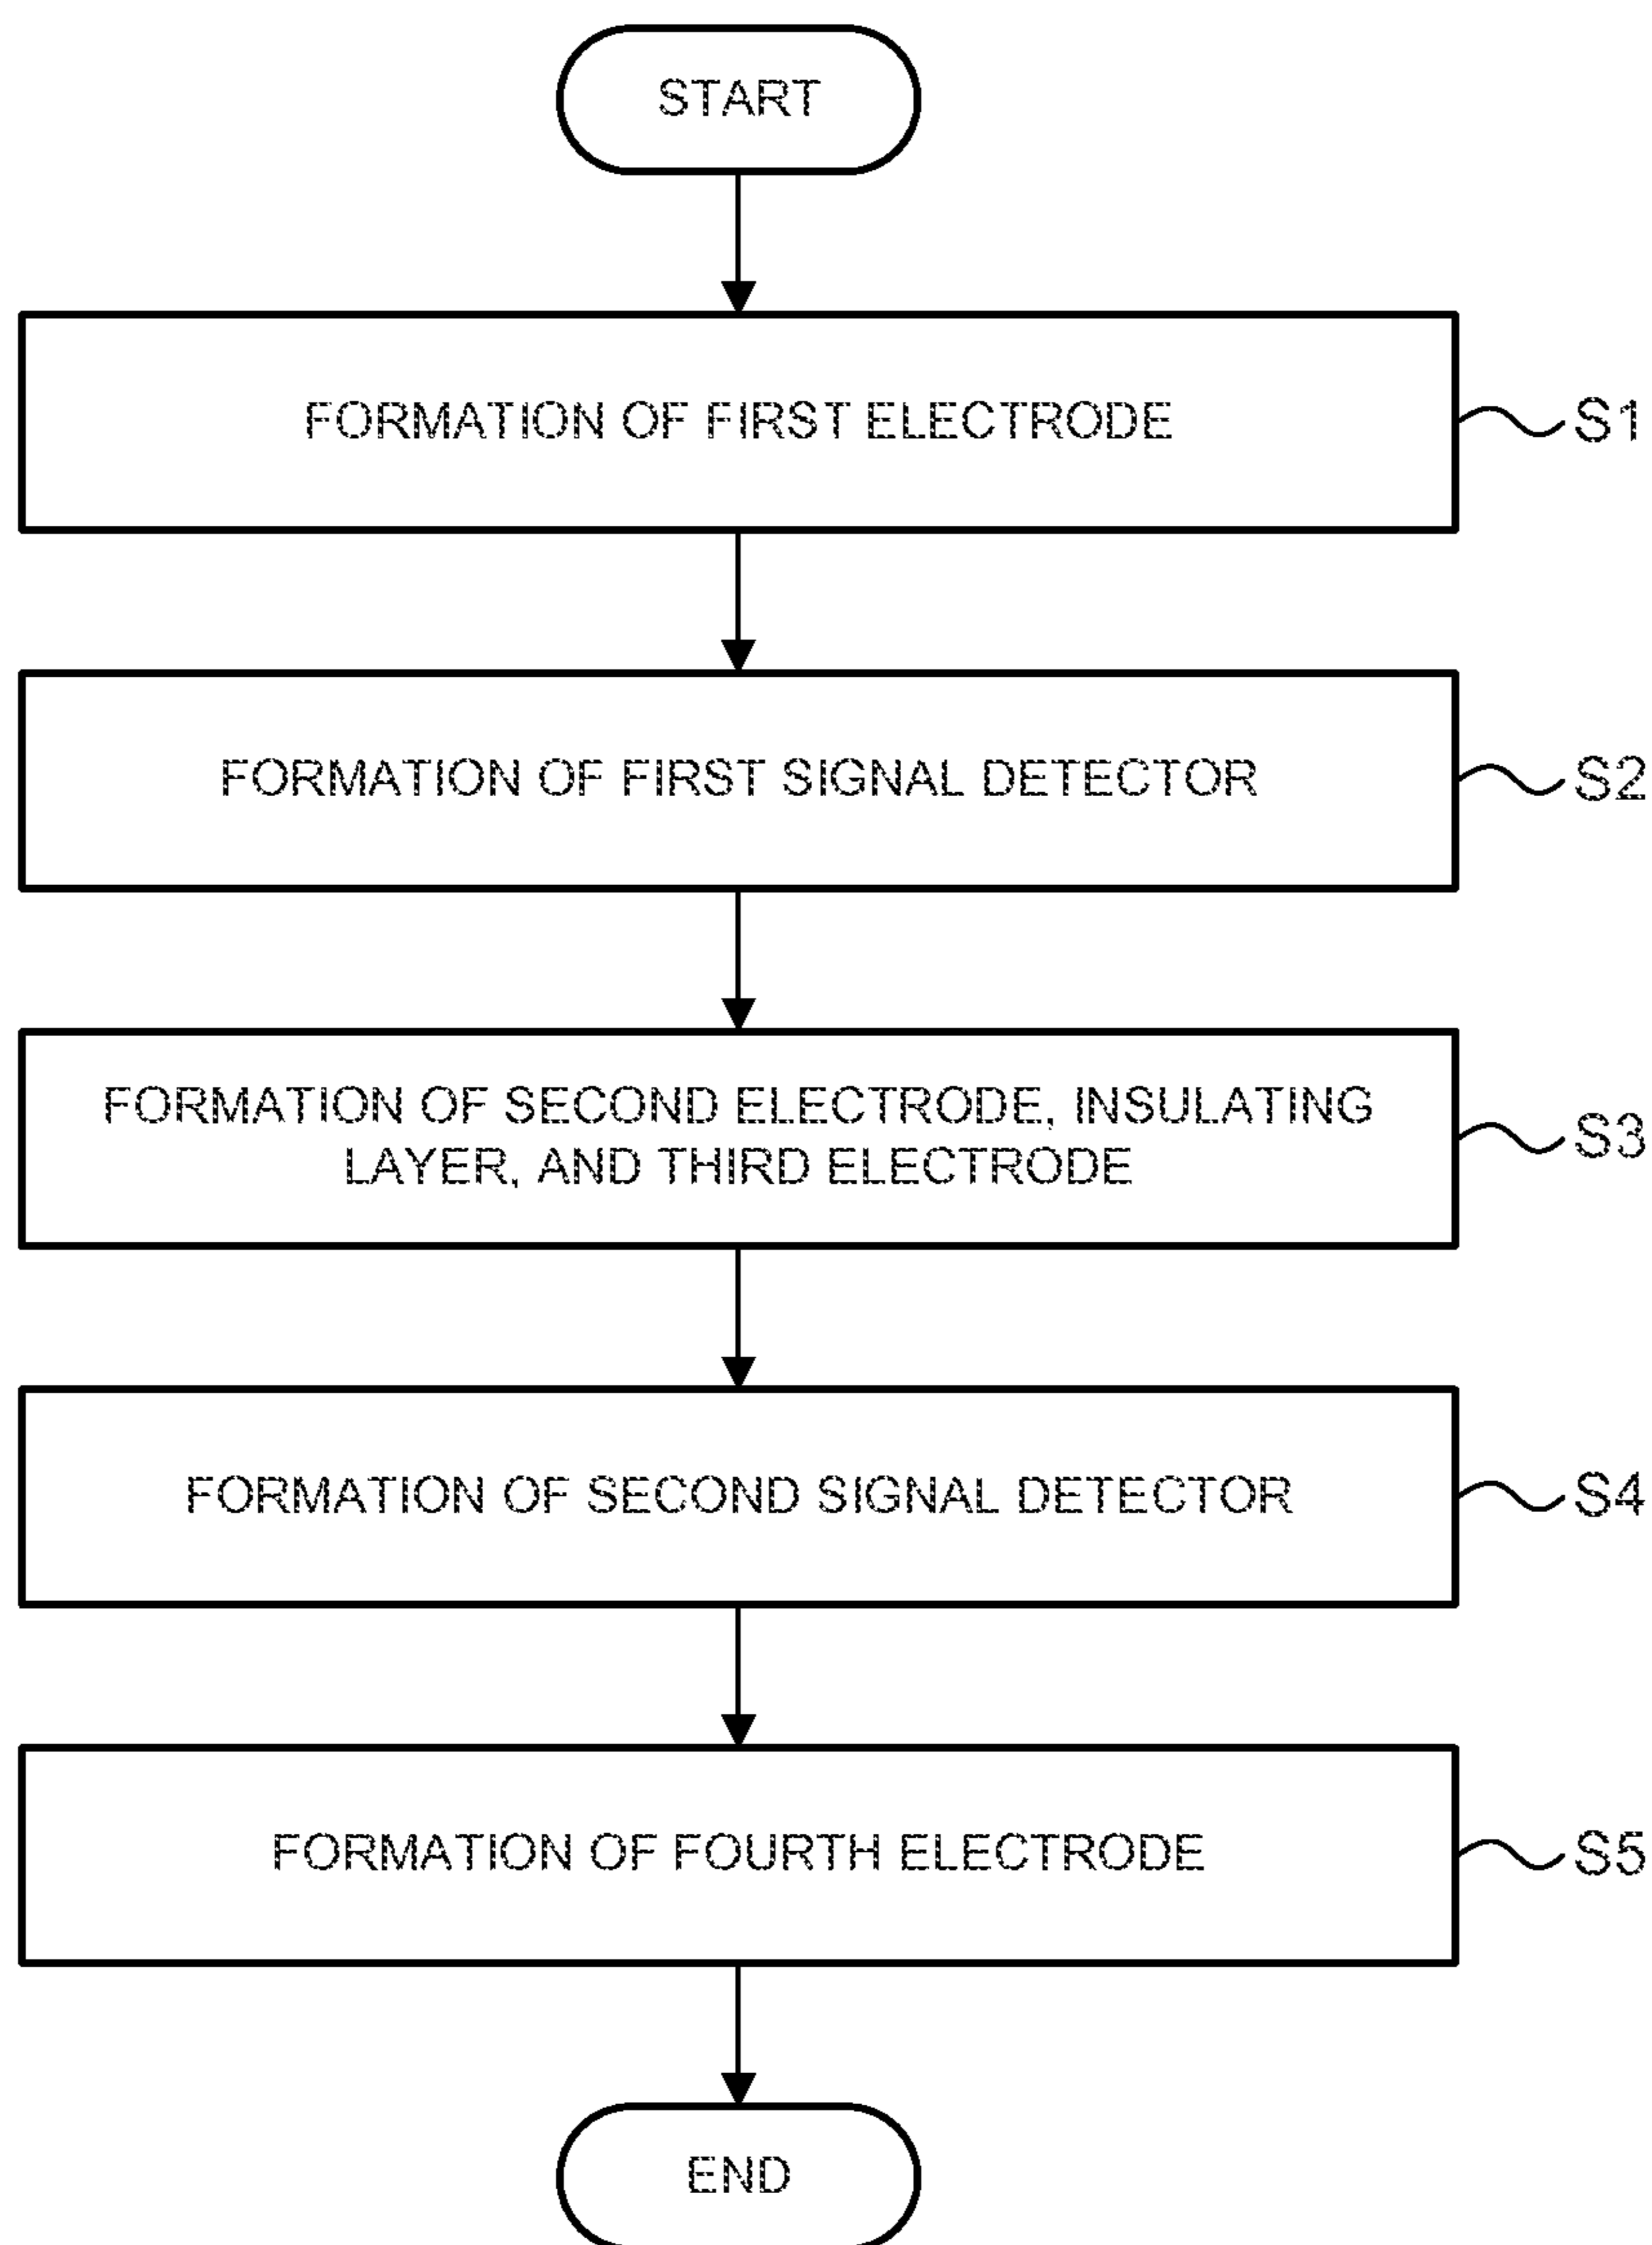 START
FORMATION OF FIRST ELECTRODE
S1
FORMATION OF FIRST SIGNAL DETECTOR
S2
FORMATION OF SECOND ELECTRODE, INSULATING
LAYER, AND THIRD ELECTRODE
S3
FORMATION OF SECOND SIGNAL DETECTOR
S4
FORMATION OF FOURTH ELECTRODE
S5
END